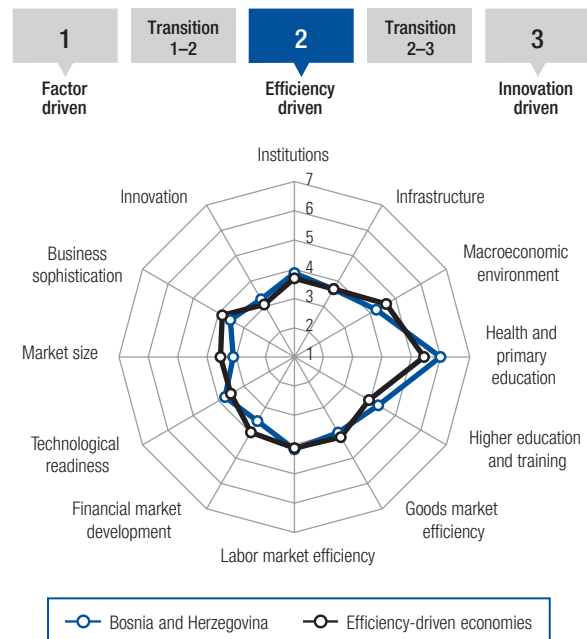 1
Transition
1–2
2
Transition
2–3
3
Factor
driven
Efficiency
driven
Innovation
driven
Institutions
7
6
5
4
3
2
1
Infrastructure
Macroeconomic
environment
Health and
primary
education
Higher education
and training
Goods market
efficiency
Labor market efficiency
Financial market
development
Technological
readiness
Market size
Business
sophistication
Innovation
Bosnia and Herzegovina
Efficiency-driven economies